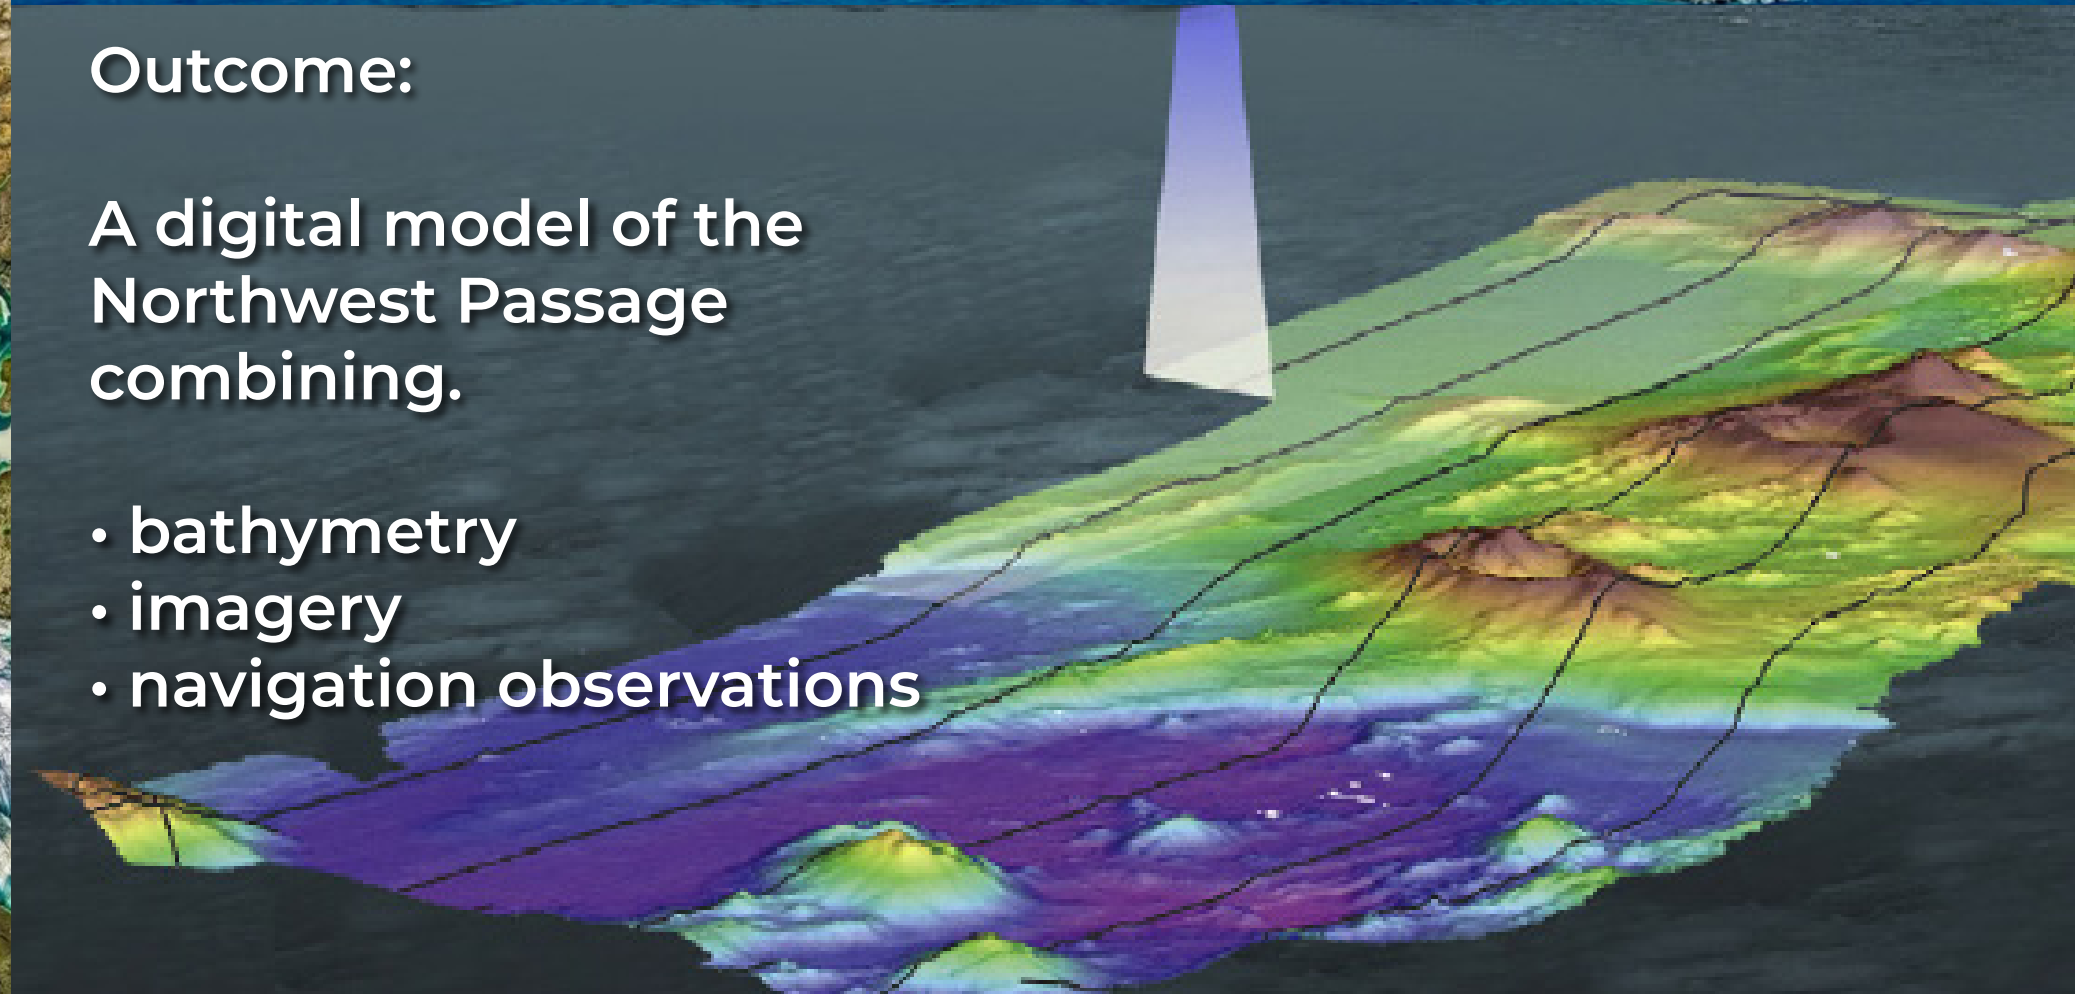 Outcome:
A digital model of the
Northwest Passage
combining.
• bathymetry
• imagery
• navigation observations